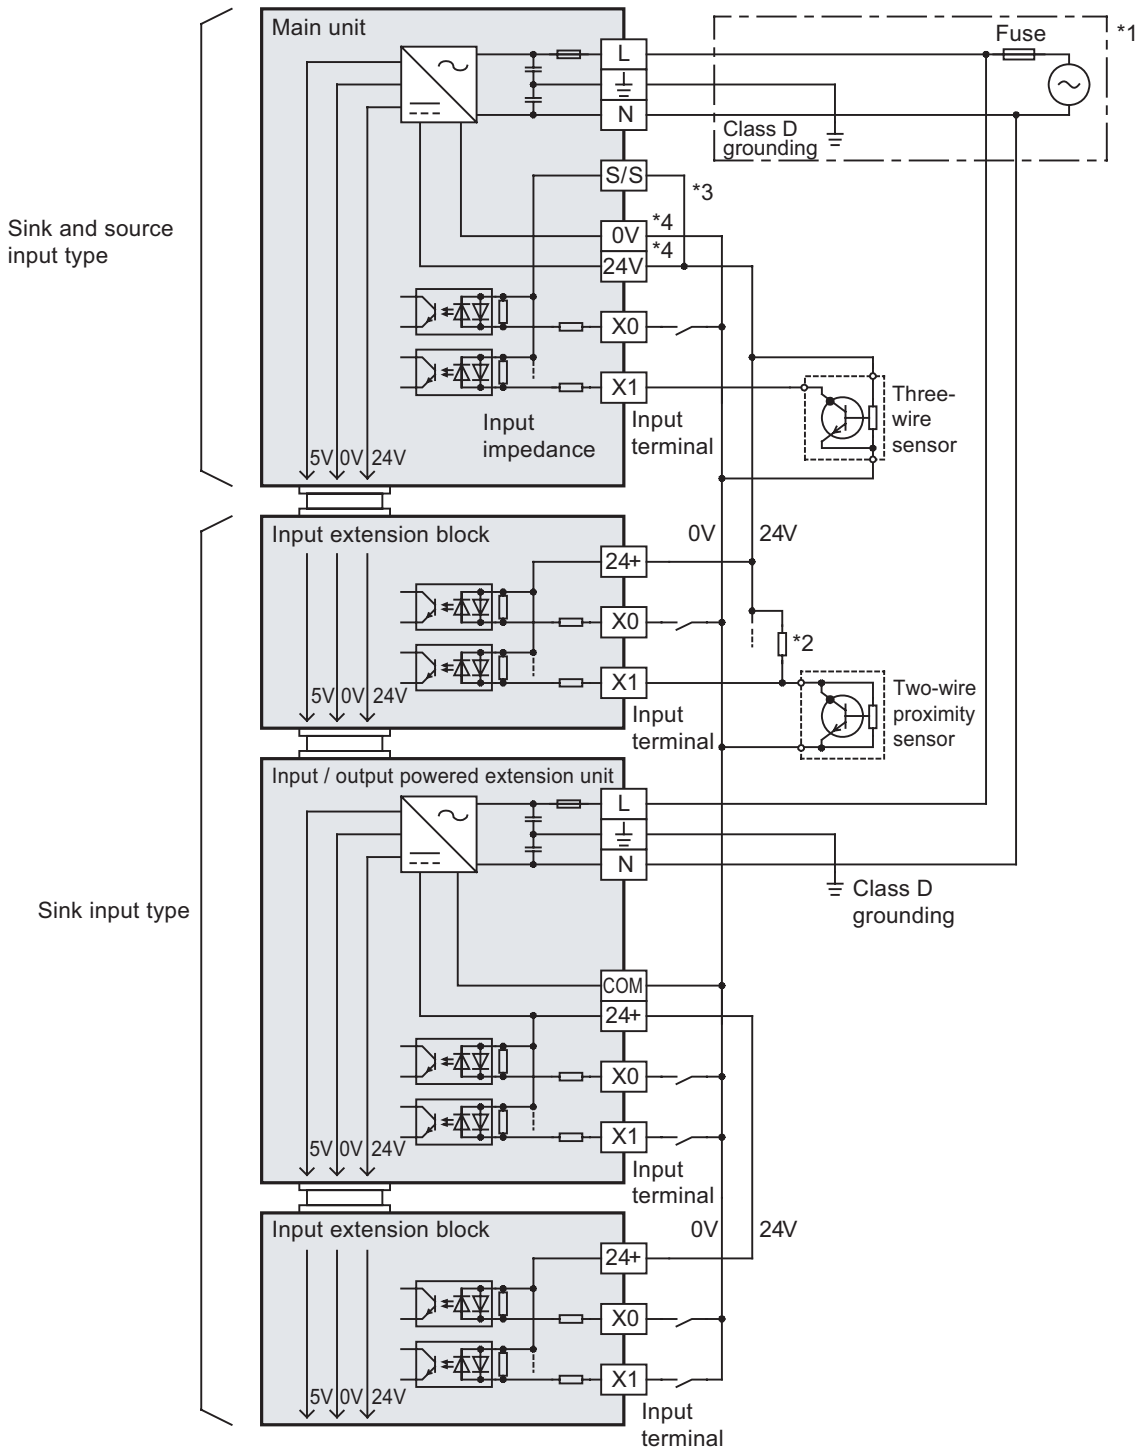 Main unit
Fuse
*1
L
N
Class D
grounding
S/S
*3
Sink and source
input type
0V
*4
24V
*4
X0
X1
Three-
wire
sensor
Input
impedance
Input
terminal
5V 0V 24V
Input extension block
0V 24V
24+
X0
*2
X1
5V 0V 24V
Two-wire
proximity
sensor
Input
terminal
Input / output powered extension unit
L
N
Class D
grounding
Sink input type
COM
24+
X0
X1
5V 0V 24V
Input
terminal
Input extension block
0V 24V
24+
X0
X1
5V 0V 24V
Input
terminal